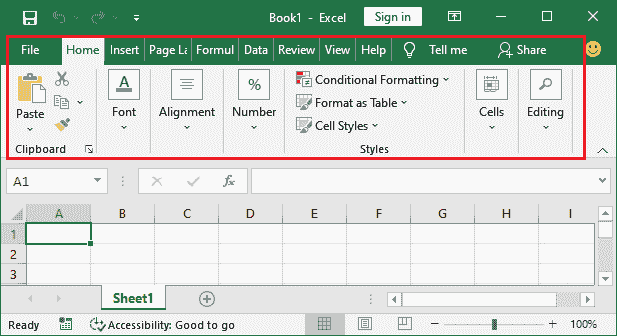 Book1 - Excel
Sign in
File Home Insert Page La Formul Data Review View Help Tell me Share
Paste
Clipboard
A
Font
Alignment
%
Number
Conditional Formatting
Format as Table
Cell Styles
Styles
Cells
Editing
A1 fx
A B C D E F G H I
1
2
3
Sheet1
Ready Accessibility: Good to go 100%